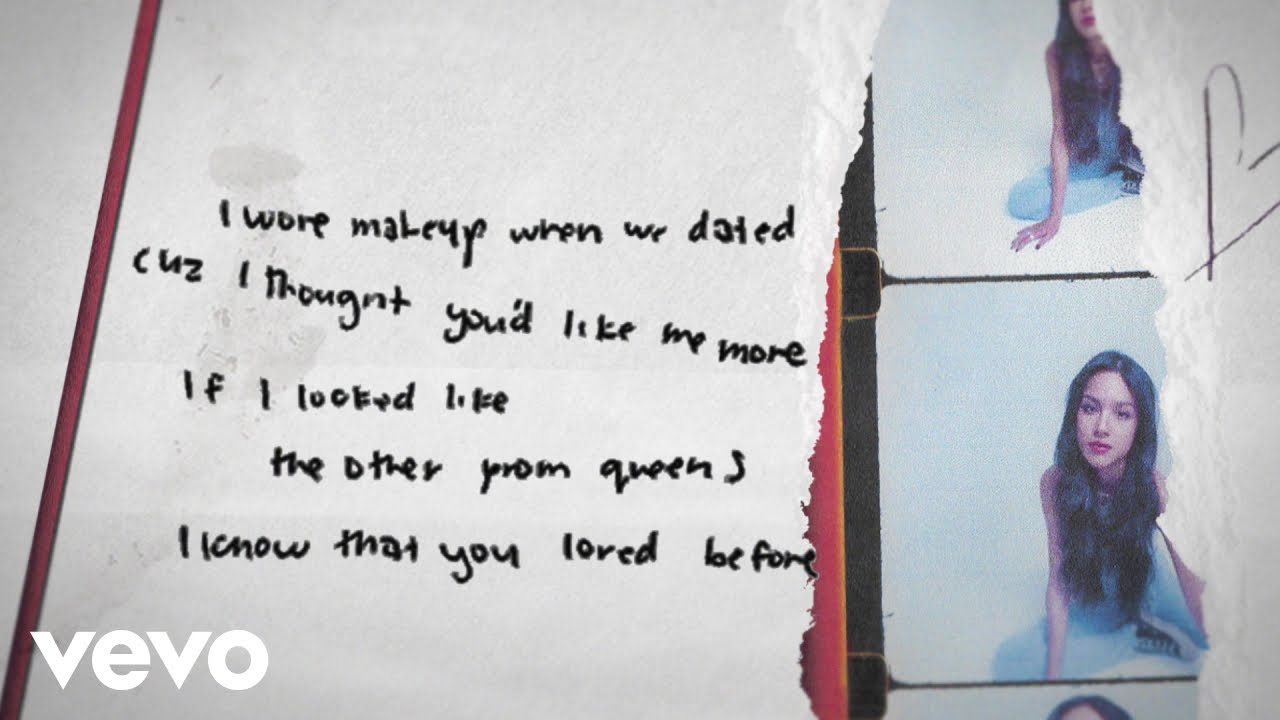 I wore makeup when we dated
cuz I thought you'd like me more
If I looked like
the other prom queens
I know that you loved before
vevo